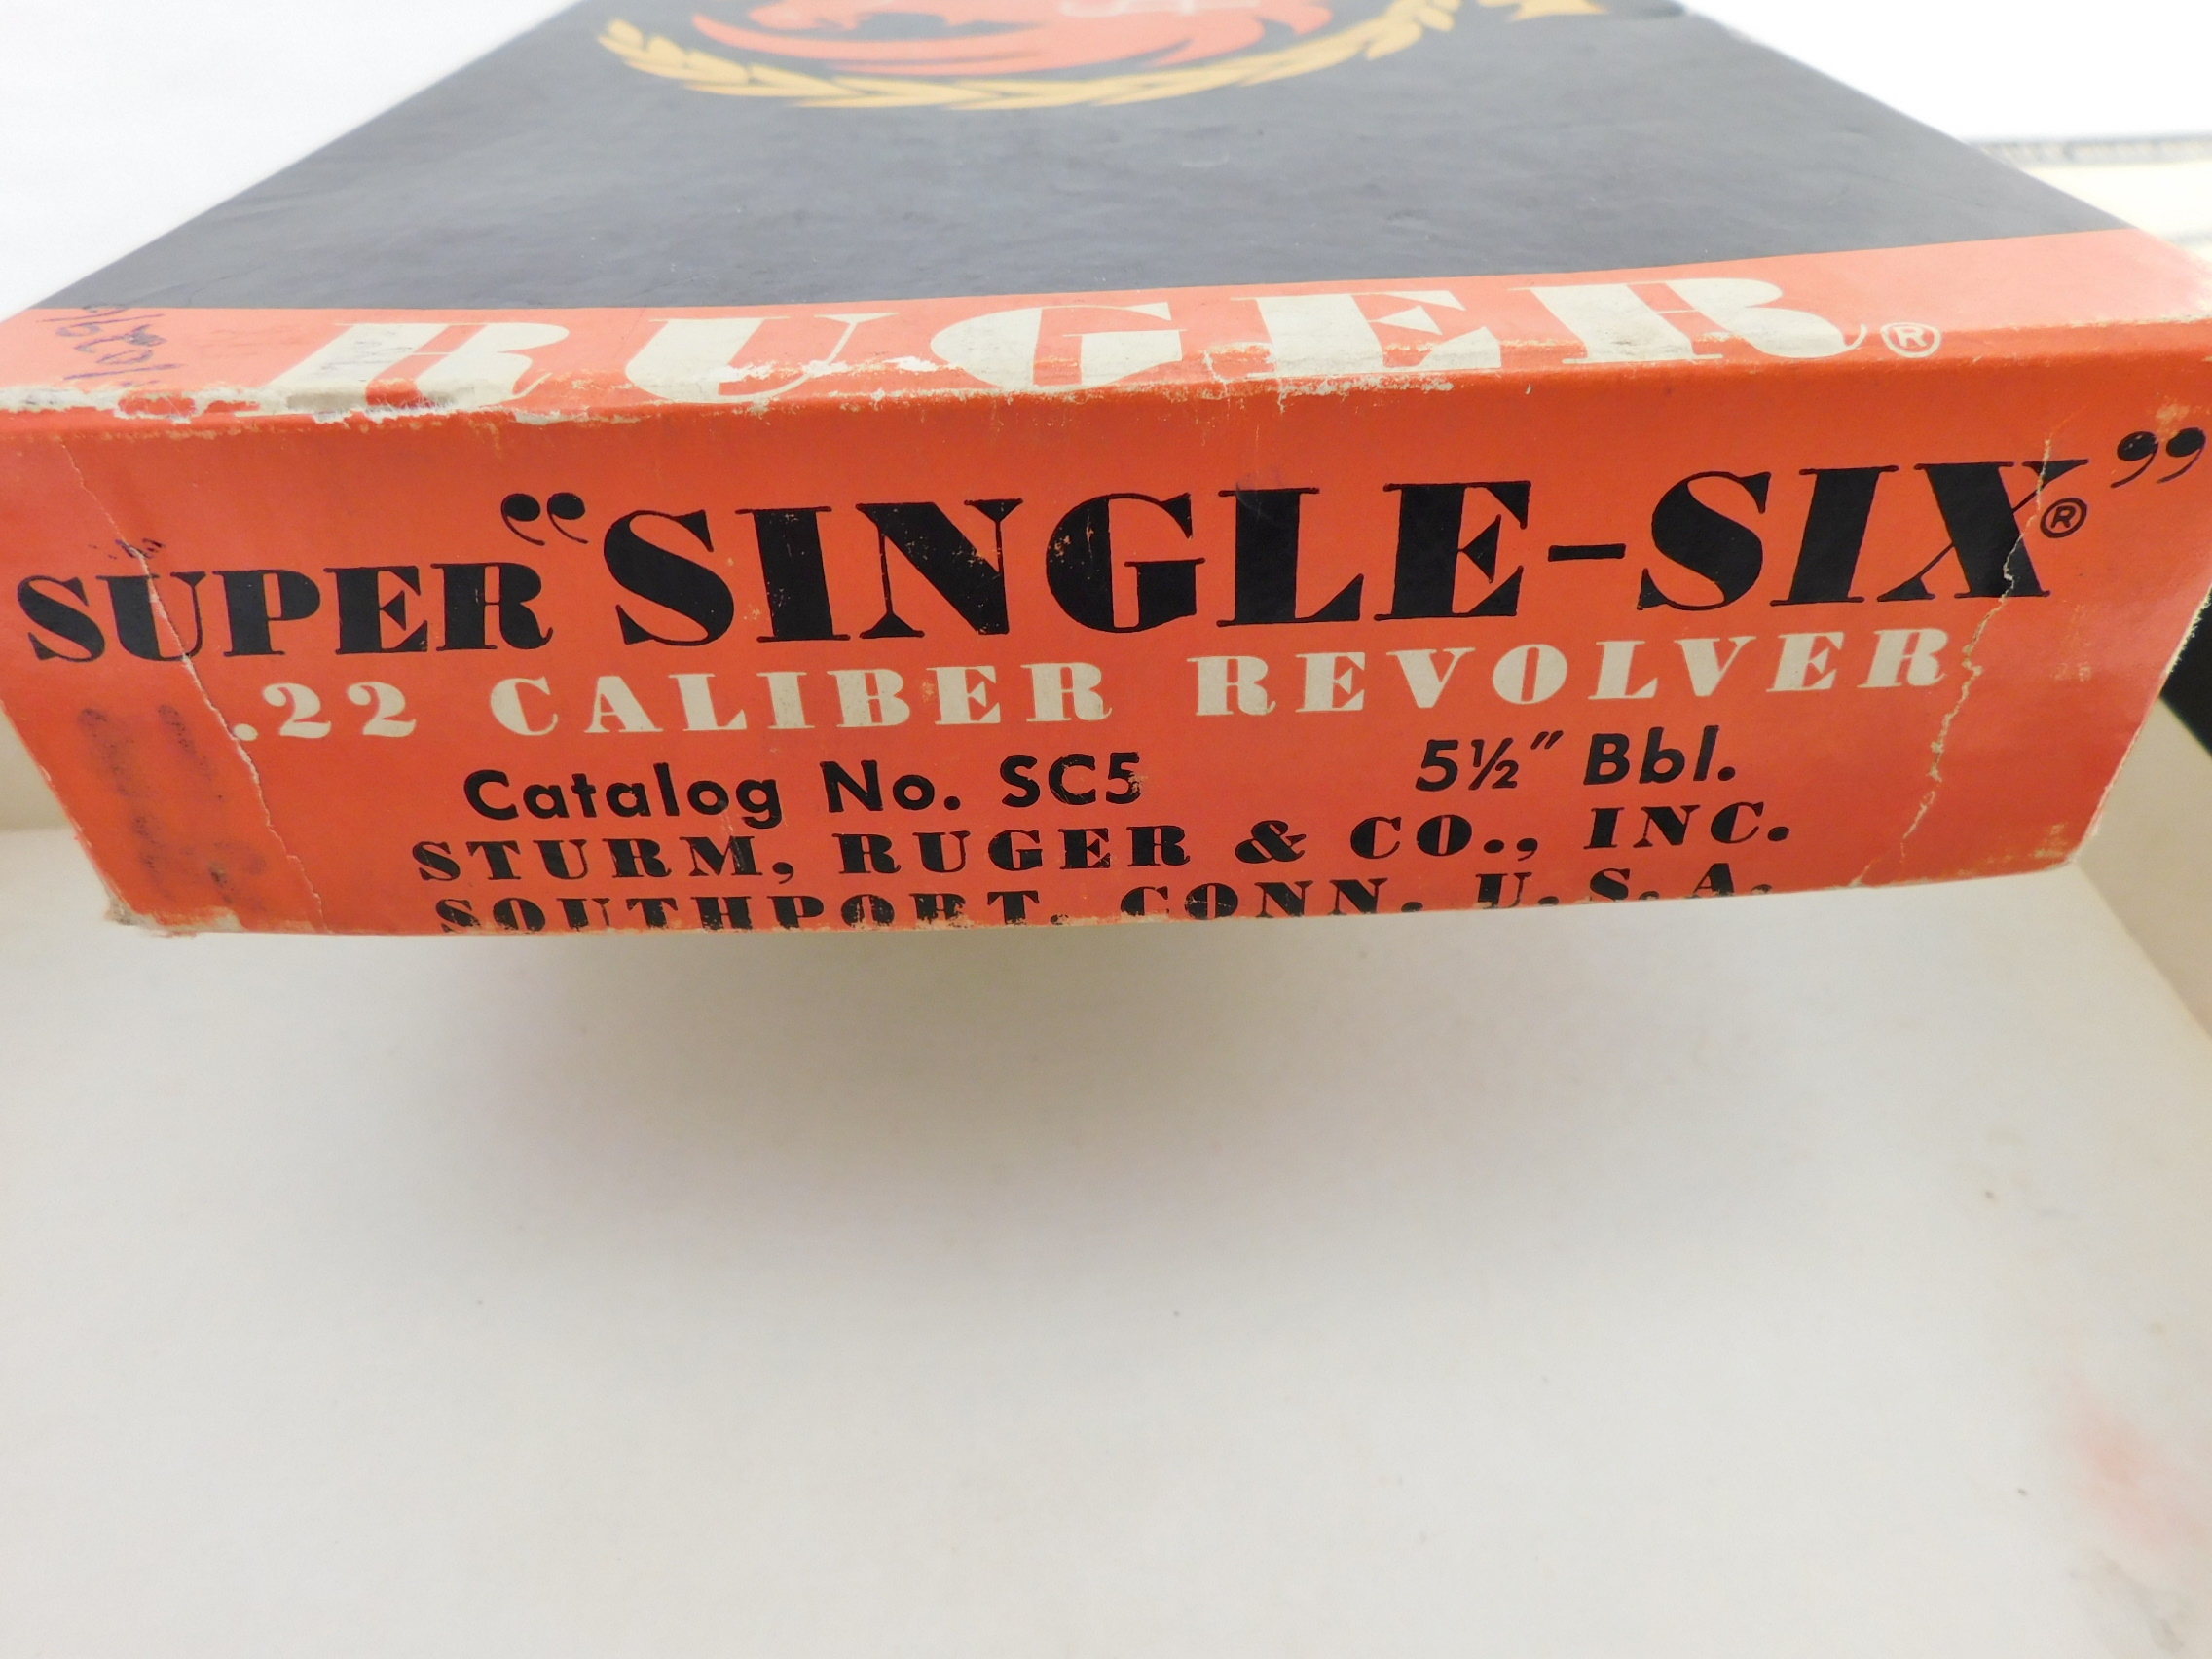 RUGER®
SUPER "SINGLE-SIX®"
.22 CALIBER REVOLVER
Catalog No. SC5 5½" Bbl.
STURM, RUGER & CO., INC.
SOUTHPORT, CONN. U.S.A.